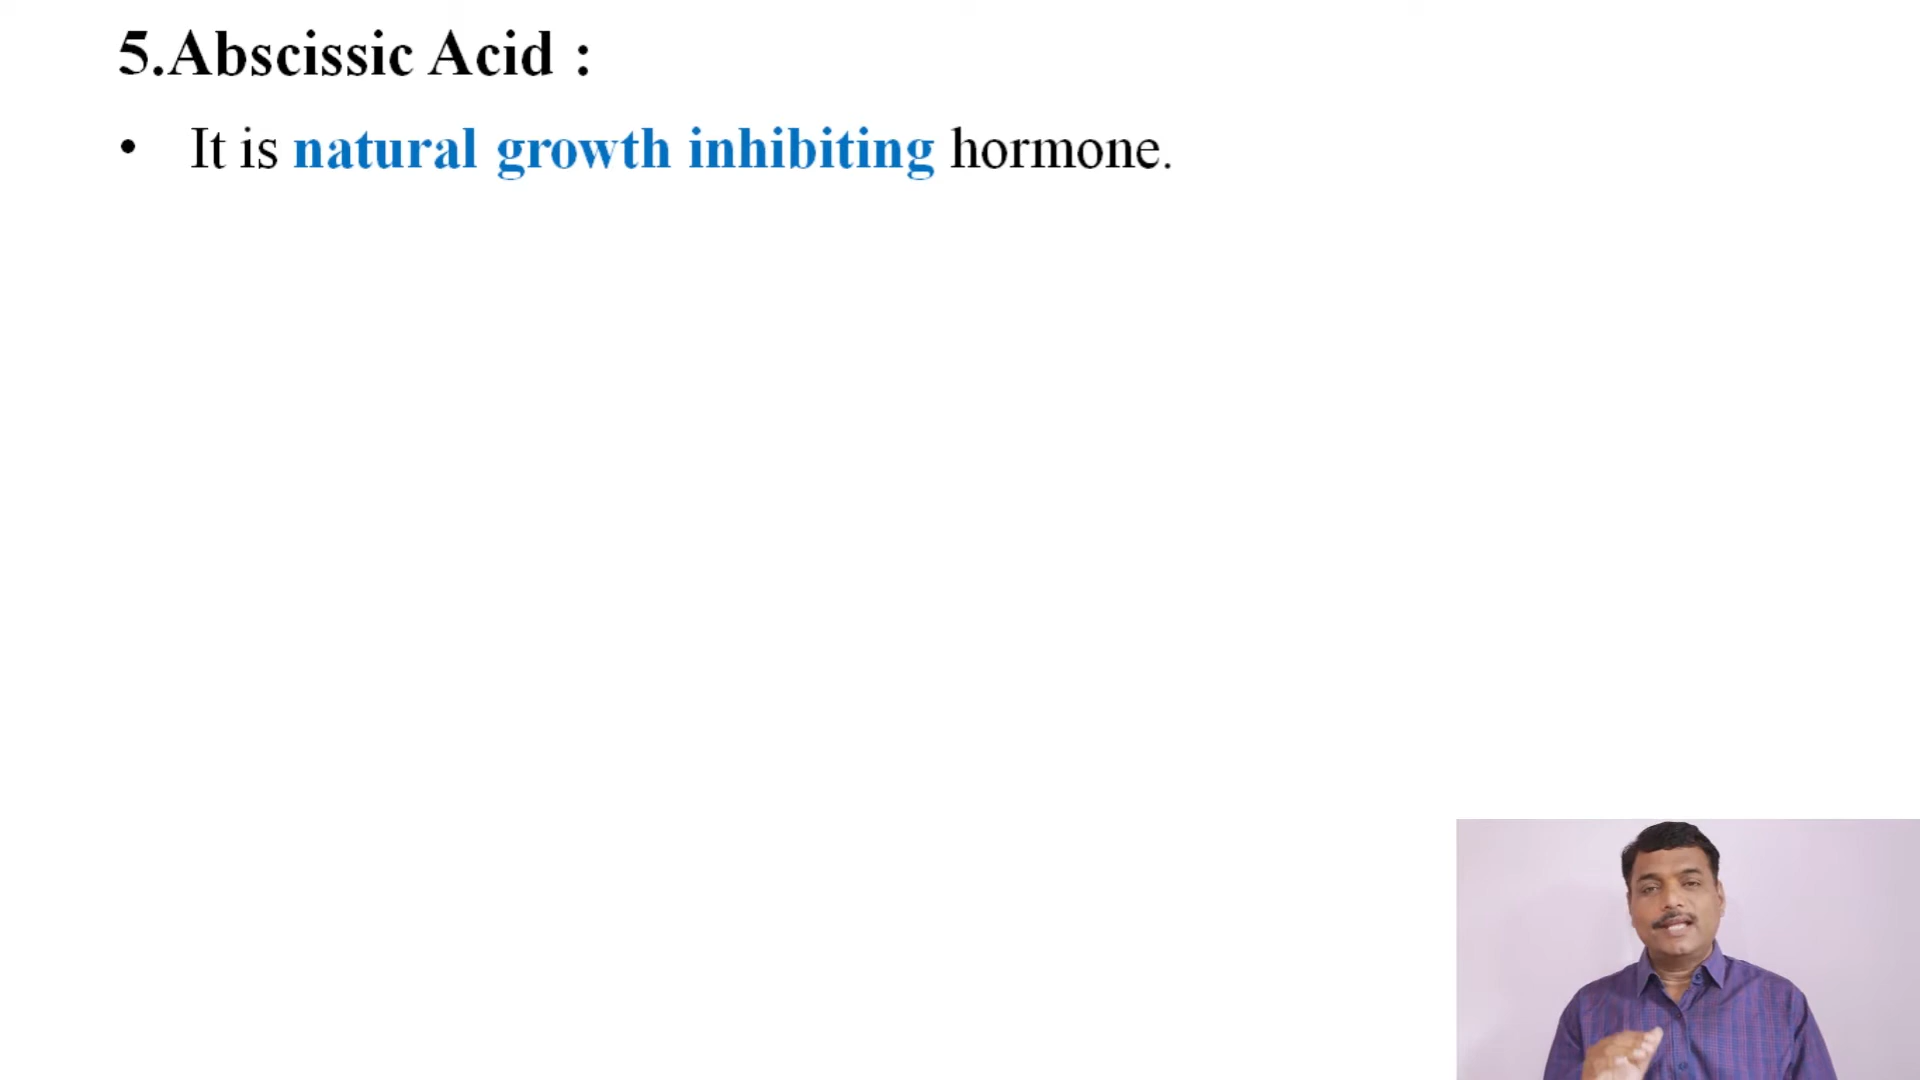 5.Abscissic Acid :
• It is natural growth inhibiting hormone.